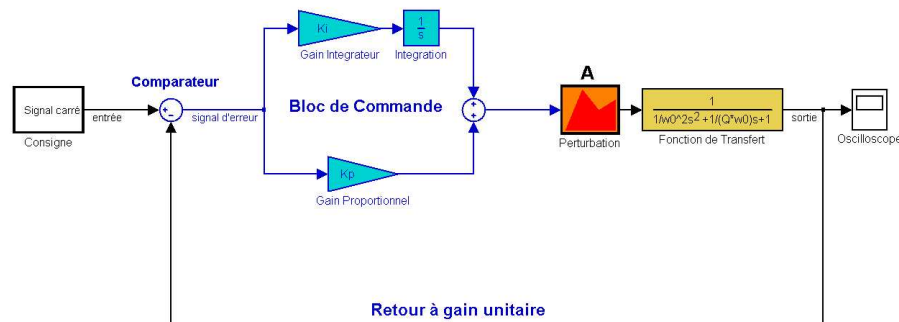 Ki
1
s
Gain Integrateur
Integration
Comparateur
A
Signal carré
entrée
+
-
signal d'erreur
Bloc de Commande
+
+
1
1/w0^2s²+1/(Q*w0)s+1
sortie
Consigne
Perturbation
Fonction de Transfert
Oscilloscope
Kp
Gain Proportionnel
Retour à gain unitaire